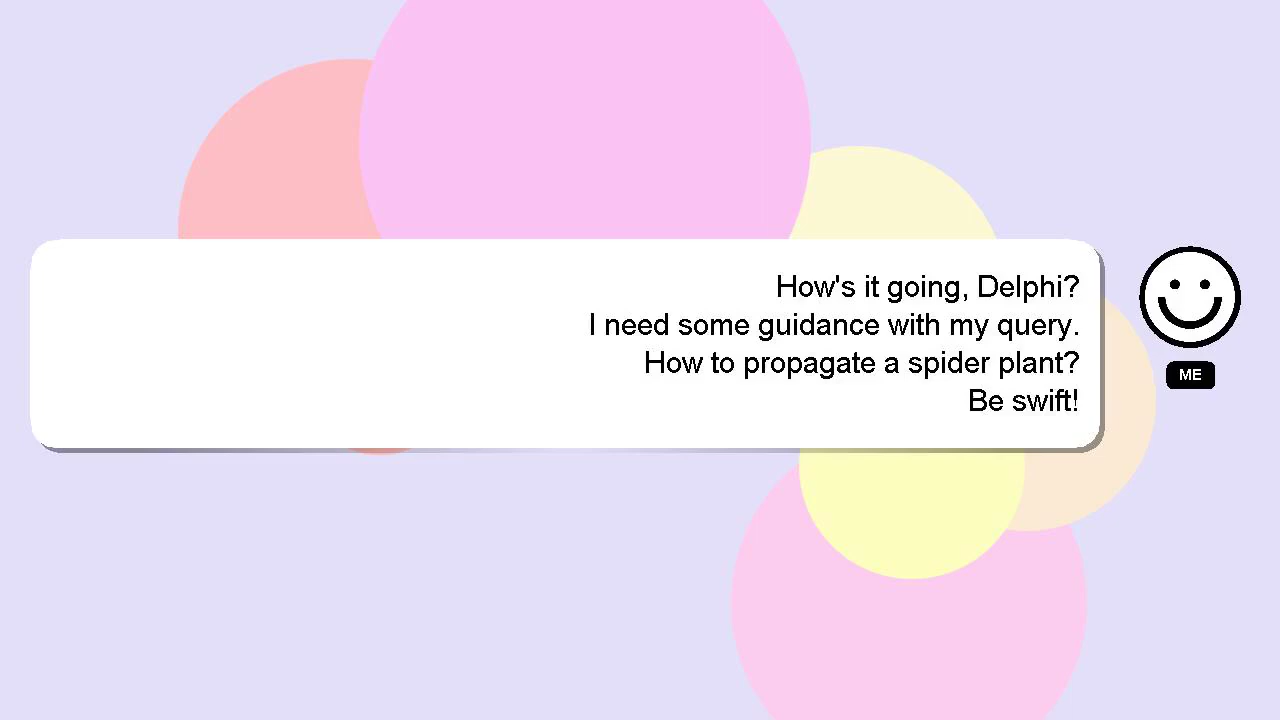 How's it going, Delphi?
I need some guidance with my query.
How to propagate a spider plant?
Be swift!
ME